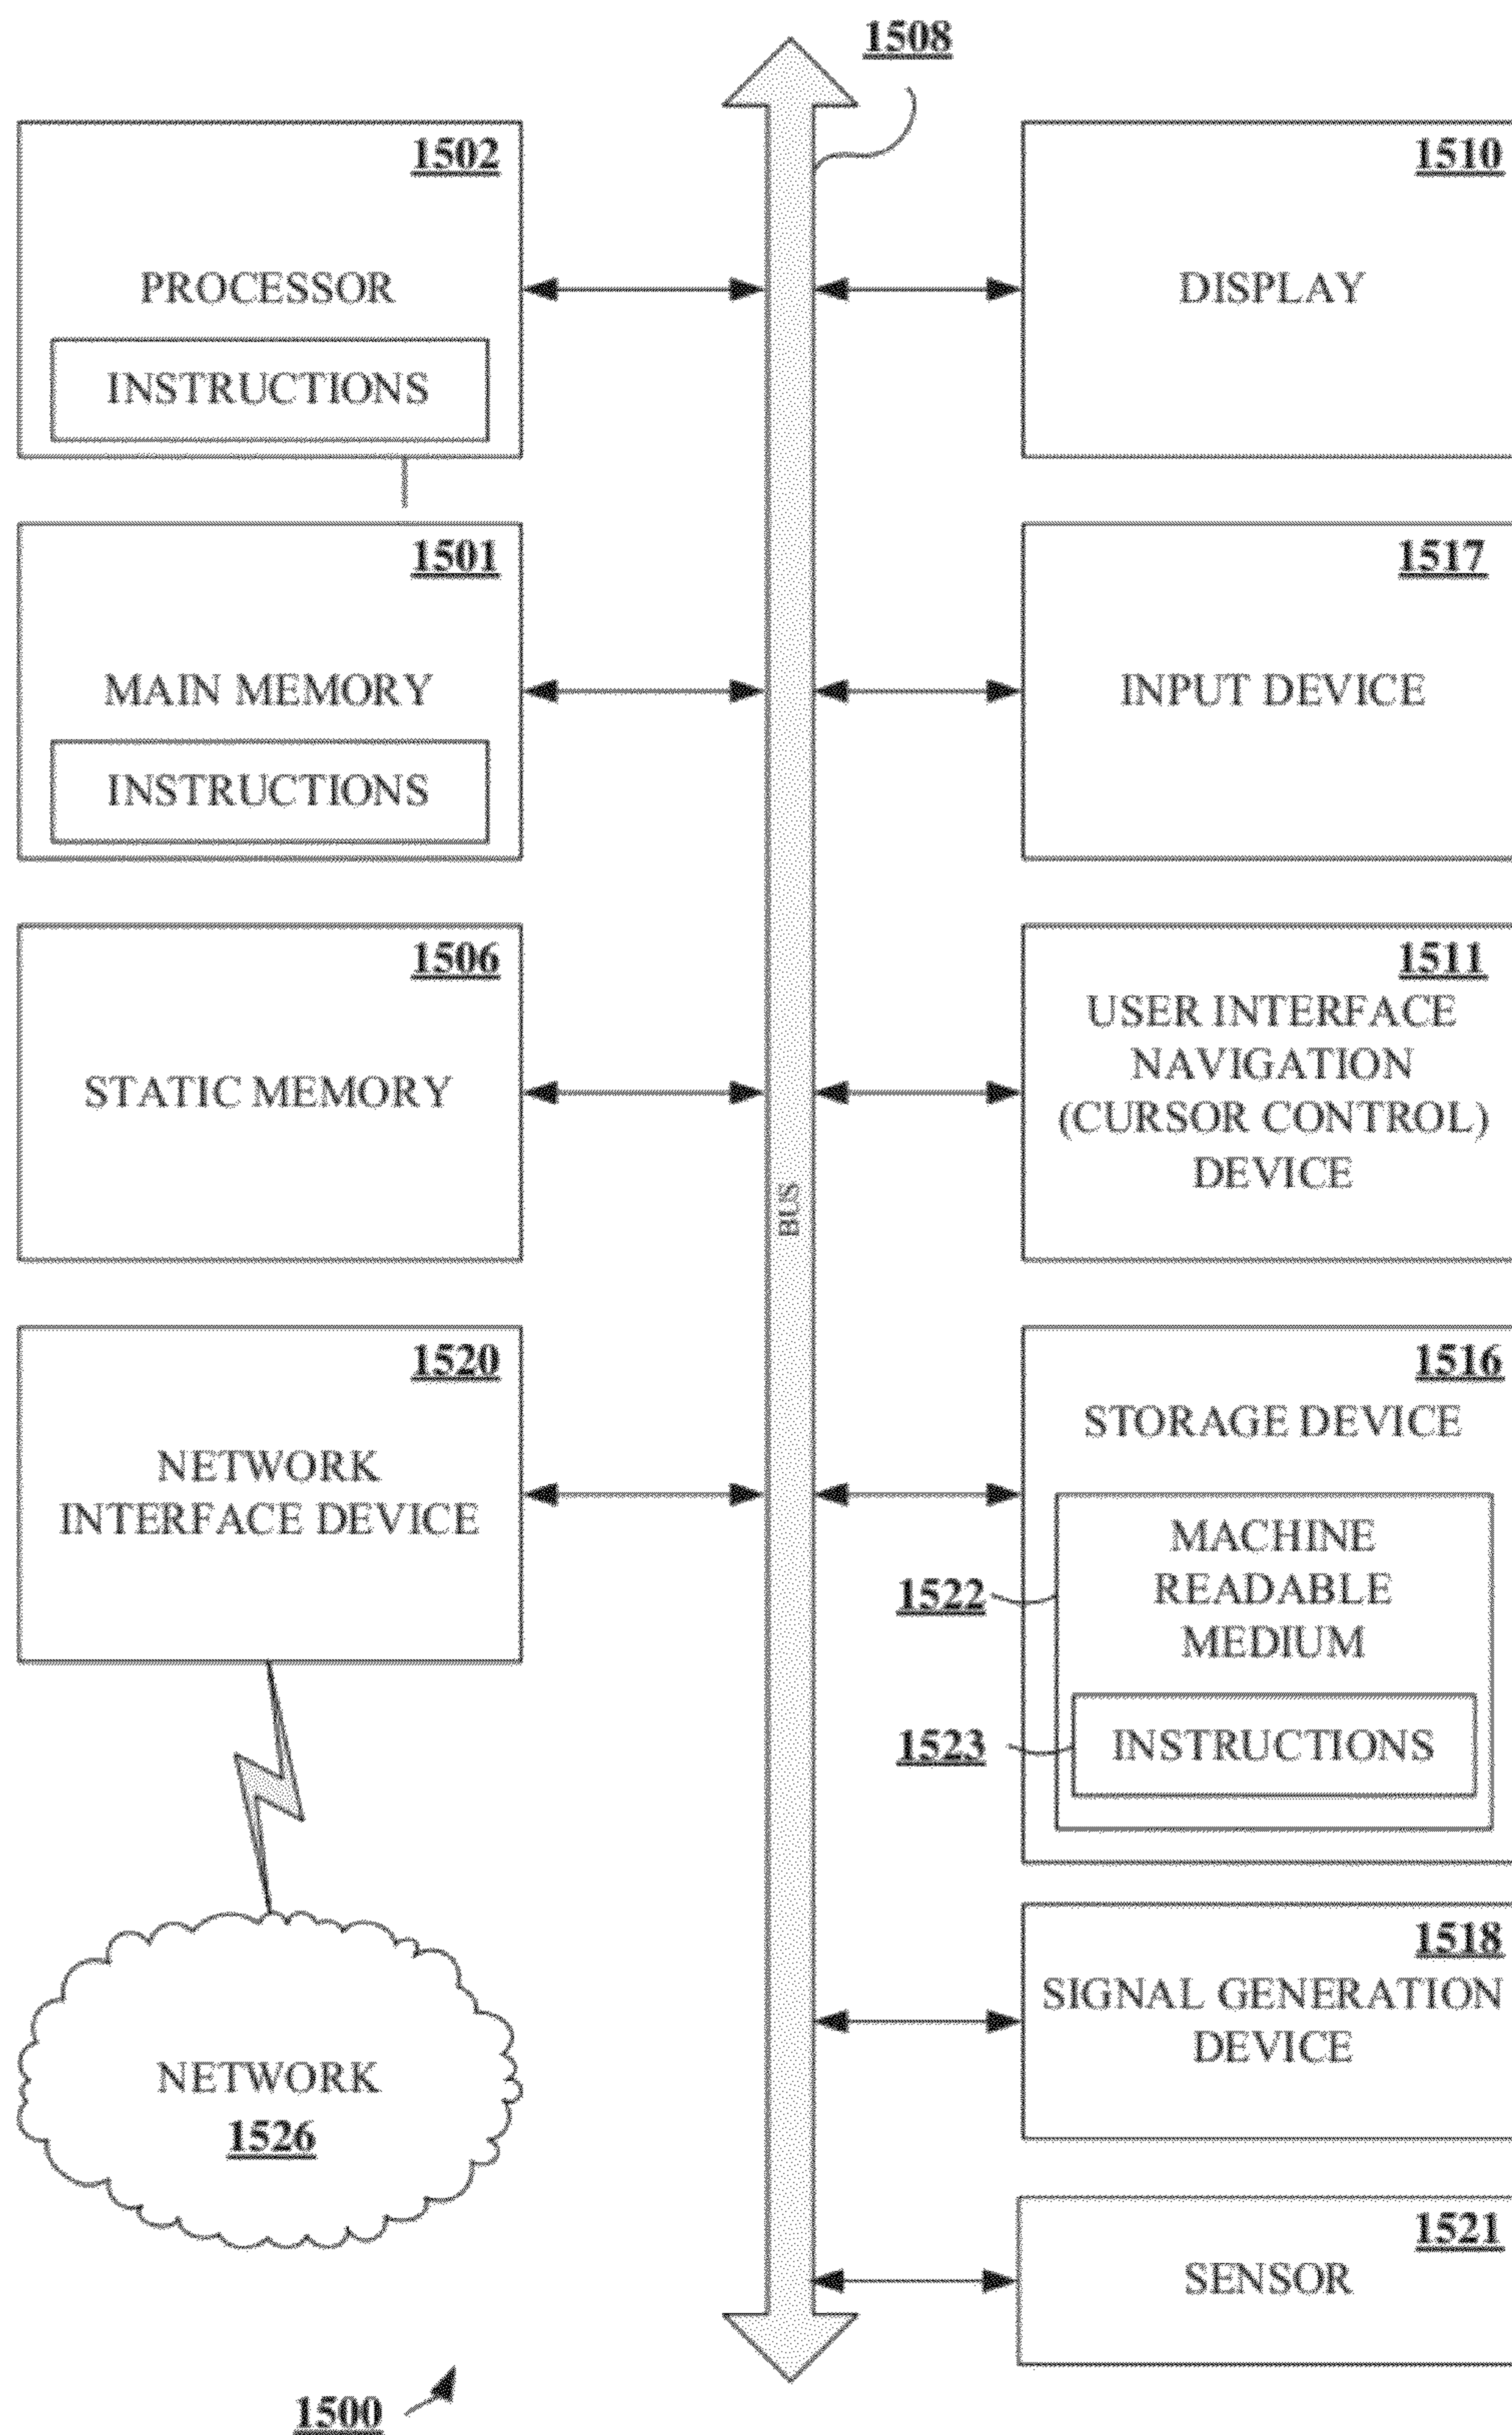 1508
1502
PROCESSOR
INSTRUCTIONS
1510
DISPLAY
1501
MAIN MEMORY
INSTRUCTIONS
1517
INPUT DEVICE
1506
STATIC MEMORY
1511
USER INTERFACE
NAVIGATION
(CURSOR CONTROL)
DEVICE
BUS
1520
NETWORK
INTERFACE DEVICE
1516
STORAGE DEVICE
MACHINE
READABLE
MEDIUM
1522
INSTRUCTIONS
1523
NETWORK
1526
1518
SIGNAL GENERATION
DEVICE
1521
SENSOR
1500